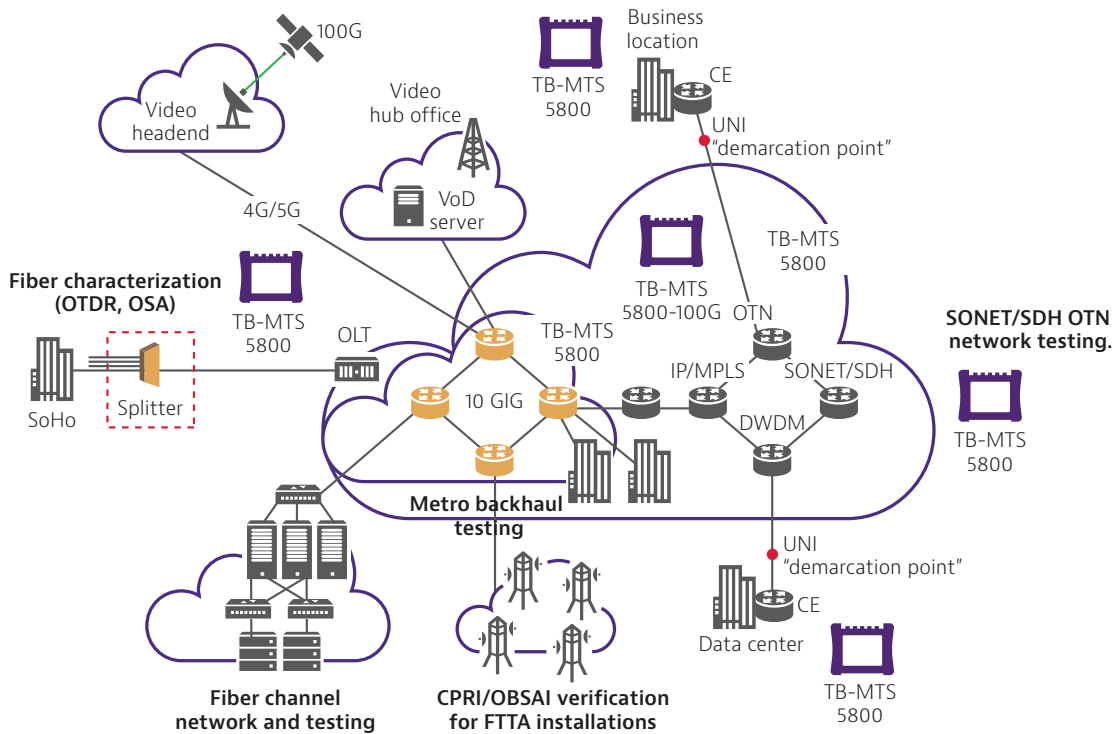 100G
Video
headend
Video
hub office
VoD
server
4G/5G
TB-MTS
5800
Business
location
CE
UNI
“demarcation point”
TB-MTS
5800-100G
TB-MTS
5800
OTN
Fiber characterization
(OTDR, OSA)
TB-MTS
5800
OLT
SoHo
Splitter
TB-MTS
5800
10 GIG
IP/MPLS
SONET/SDH
DWDM
SONET/SDH OTN
network testing.
TB-MTS
5800
Metro backhaul
testing
UNI
“demarcation point”
CE
Data center
TB-MTS
5800
Fiber channel
network and testing
CPRI/OBSAI verification
for FTTA installations